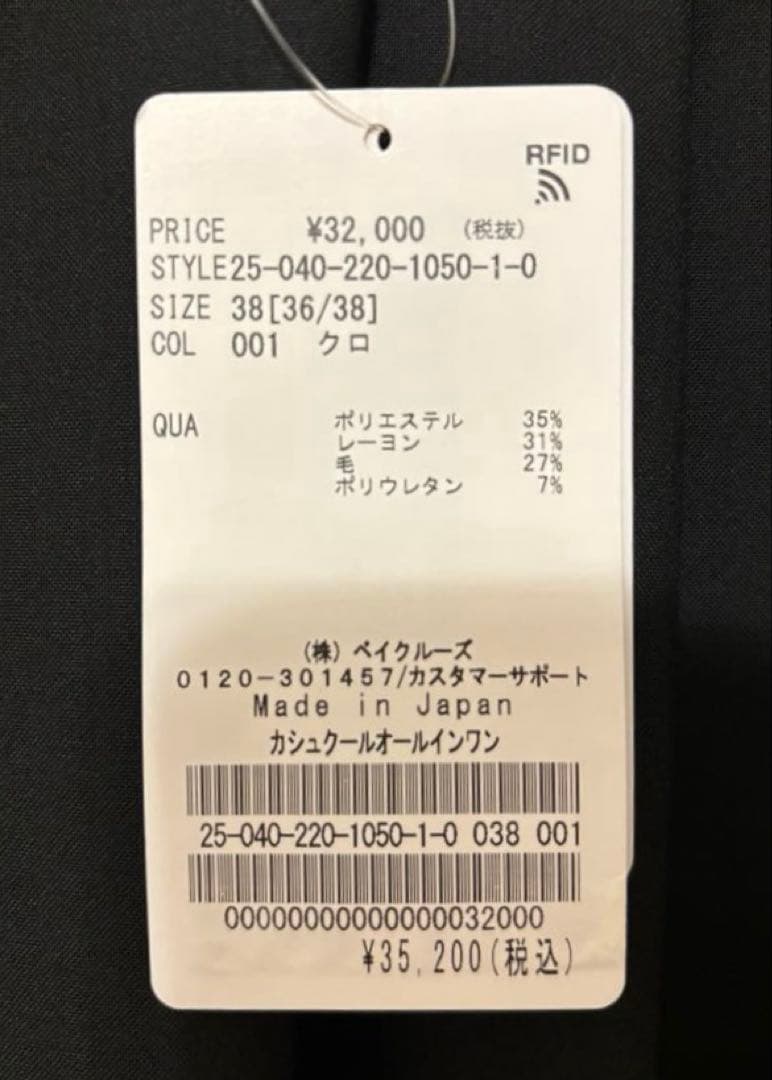 RFID
PRICE ¥32,000 (税抜)
STYLE25-040-220-1050-1-0
SIZE 38[36/38]
COL 001 クロ
QUA ポリエステル 35%
レーヨン 31%
毛 27%
ポリウレタン 7%
(株) ベイクルーズ
0120-301457/カスタマーサポート
Made in Japan
カシュクールオールインワン
25-040-220-1050-1-0 038 001
00000000000000032000
¥35,200(税込)